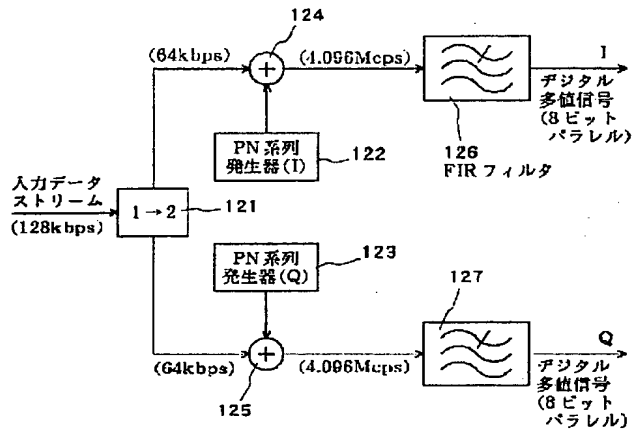 124
(64kbps)
+
(4.096Mcps)
I
デジタル
多値信号
(8ビット
パラレル)
126
FIRフィルタ
PN系列
発生器(I)
122
入力データ
ストリーム
(128kbps)
1→2
121
PN系列
発生器(Q)
123
127
(64kbps)
+
125
(4.096Mcps)
Q
デジタル
多値信号
(8ビット
パラレル)